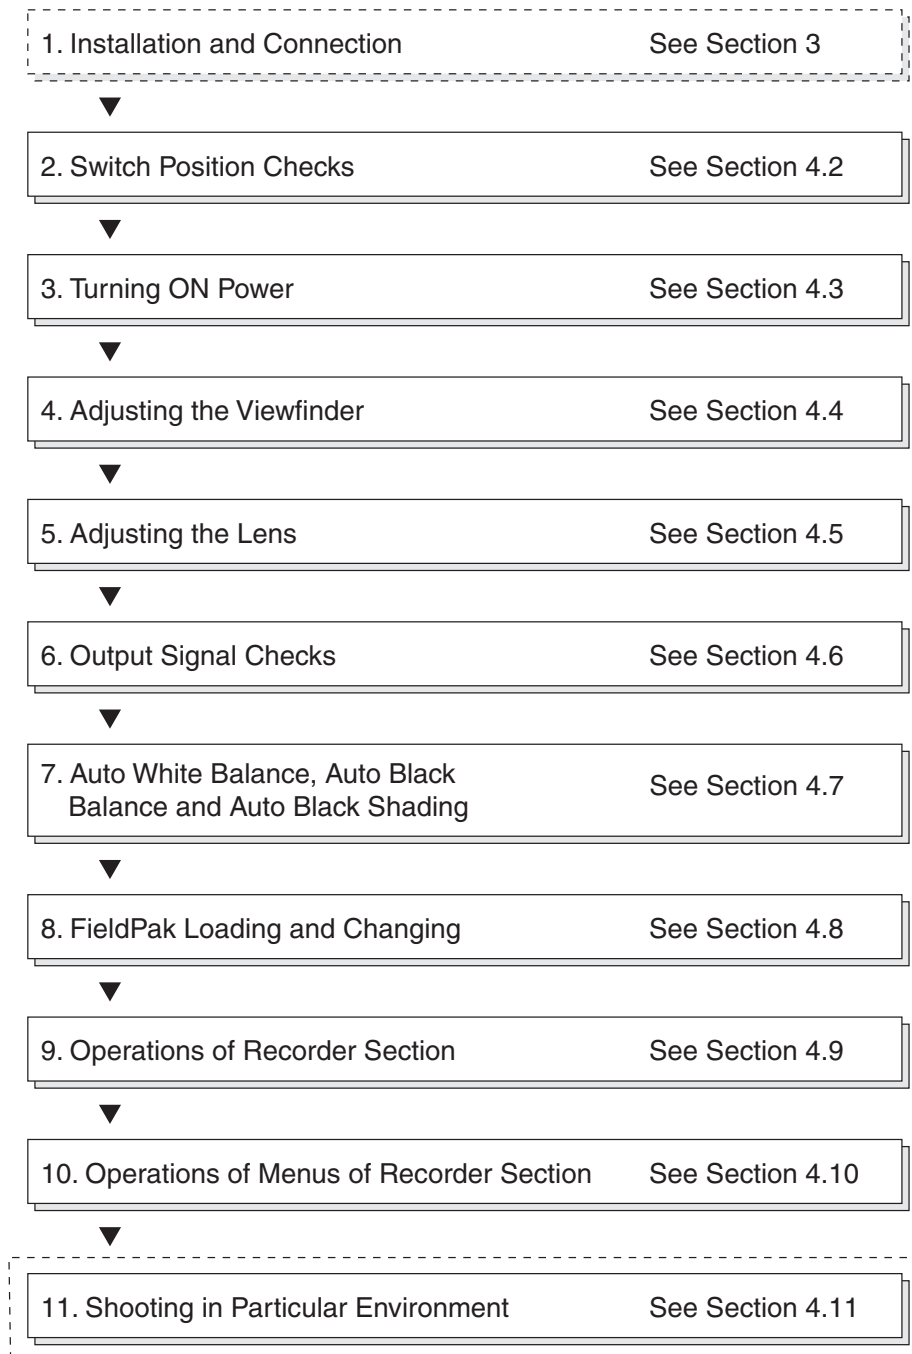 1. Installation and Connection See Section 3
2. Switch Position Checks See Section 4.2
3. Turning ON Power See Section 4.3
4. Adjusting the Viewfinder See Section 4.4
5. Adjusting the Lens See Section 4.5
6. Output Signal Checks See Section 4.6
7. Auto White Balance, Auto Black
Balance and Auto Black Shading See Section 4.7
8. FieldPak Loading and Changing See Section 4.8
9. Operations of Recorder Section See Section 4.9
10. Operations of Menus of Recorder Section See Section 4.10
11. Shooting in Particular Environment See Section 4.11